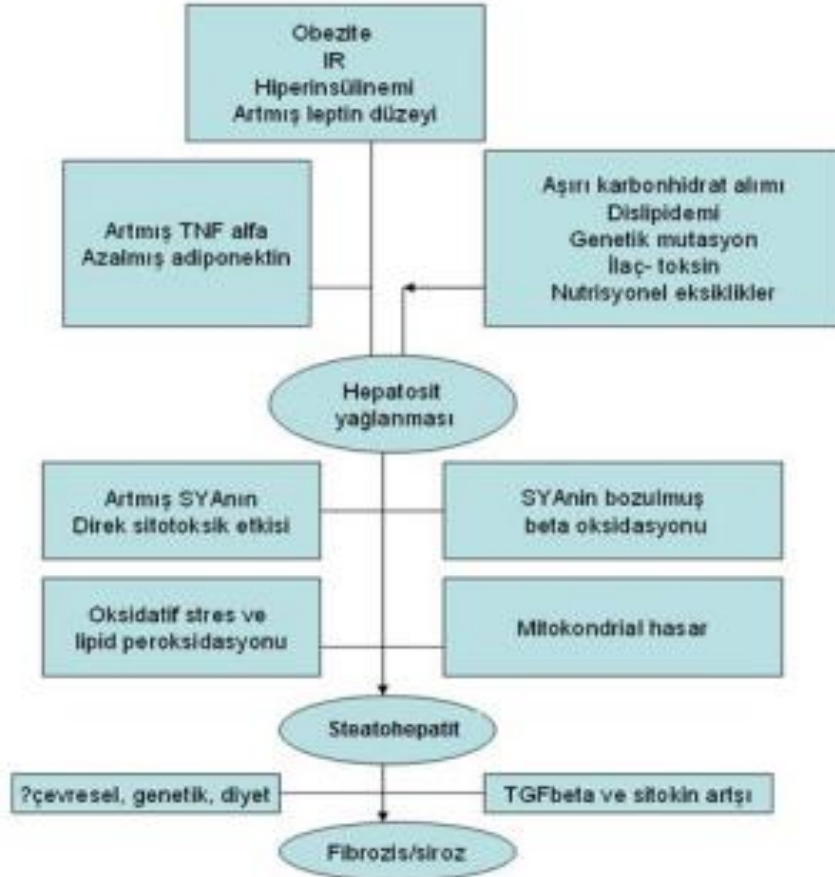 Obezite
IR
Hiperinsülinemi
Artmış leptin düzeyi
Artmış TNF alfa
Azalmış adiponektin
Aşırı karbonhidrat alımı
Dislipidemi
Genetik mutasyon
İlaç- toksin
Nutrisyonel eksiklikler
Hepatosit
yağlanması
Artmış SYAnın
Direk sitotoksik etkisi
SYAnin bozulmuş
beta oksidasyonu
Oksidatif stres ve
lipid peroksidasyonu
Mitokondrial hasar
Steatohepatit
?çevresel, genetik, diyet
TGFbeta ve sitokin artşı
Fibrozis/siroz